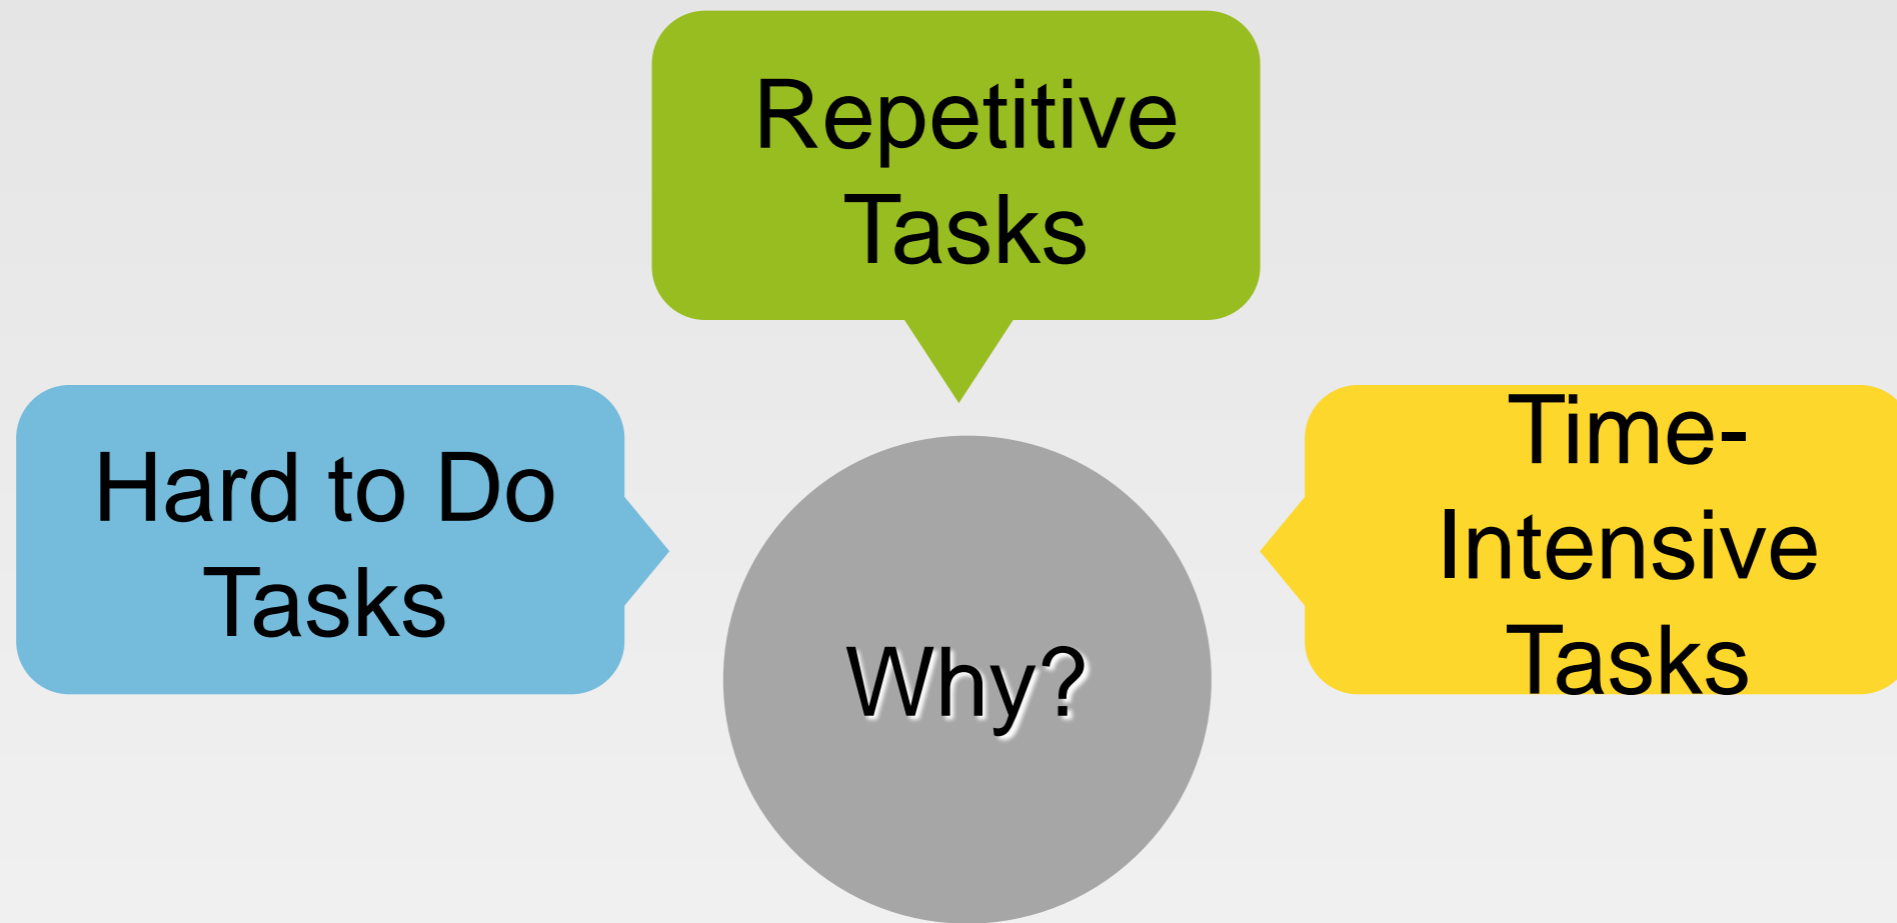 Repetitive
Tasks
Hard to Do
Tasks
Time-
Intensive
Tasks
Why?